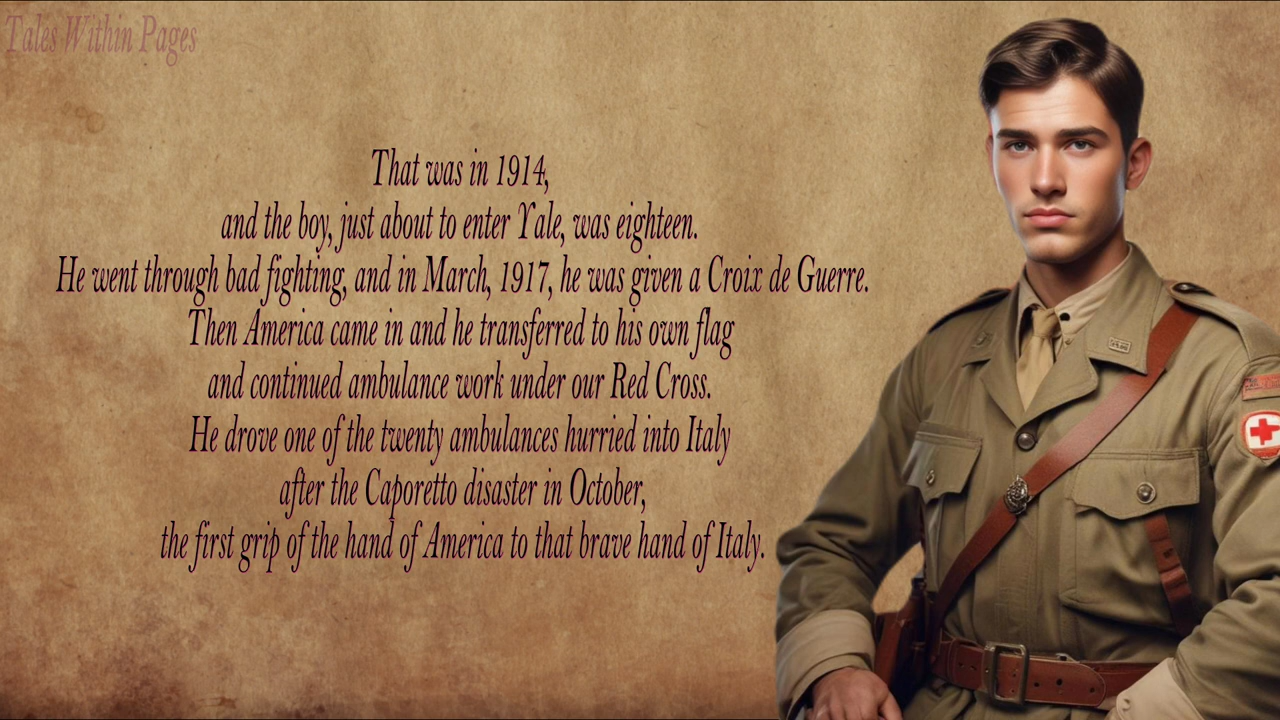 Tales Within Pages
That was in 1914,
and the boy, just about to enter Yale, was eighteen.
He went through bad fighting, and in March, 1917, he was given a Croix de Guerre.
Then America came in and he transferred to his own flag
and continued ambulance work under our Red Cross.
He drove one of the twenty ambulances hurried into Italy
after the Caporetto disaster in October,
the first grip of the hand of America to that brave hand of Italy.